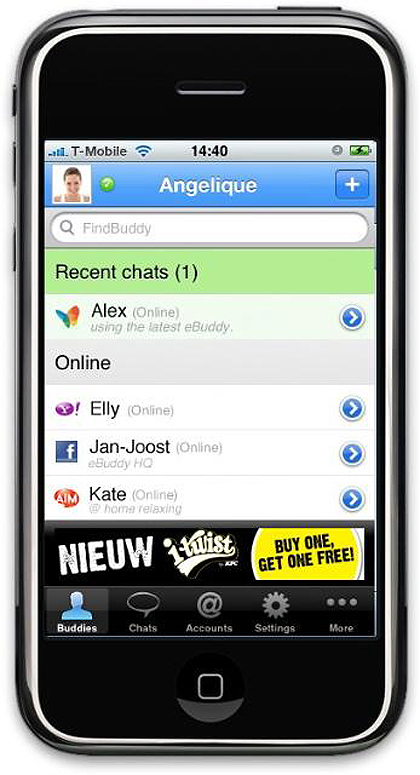 T-Mobile 14:40
Angelique
FindBuddy
Recent chats (1)
Alex (Online)
using the latest eBuddy.
Online
Y! Elly (Online)
f Jan-Joost (Online)
eBuddy HQ
AIM Kate (Online)
@ home relaxing
NIEUW i-twist by KFC BUY ONE,
GET ONE FREE!
Buddies Chats Accounts Settings More